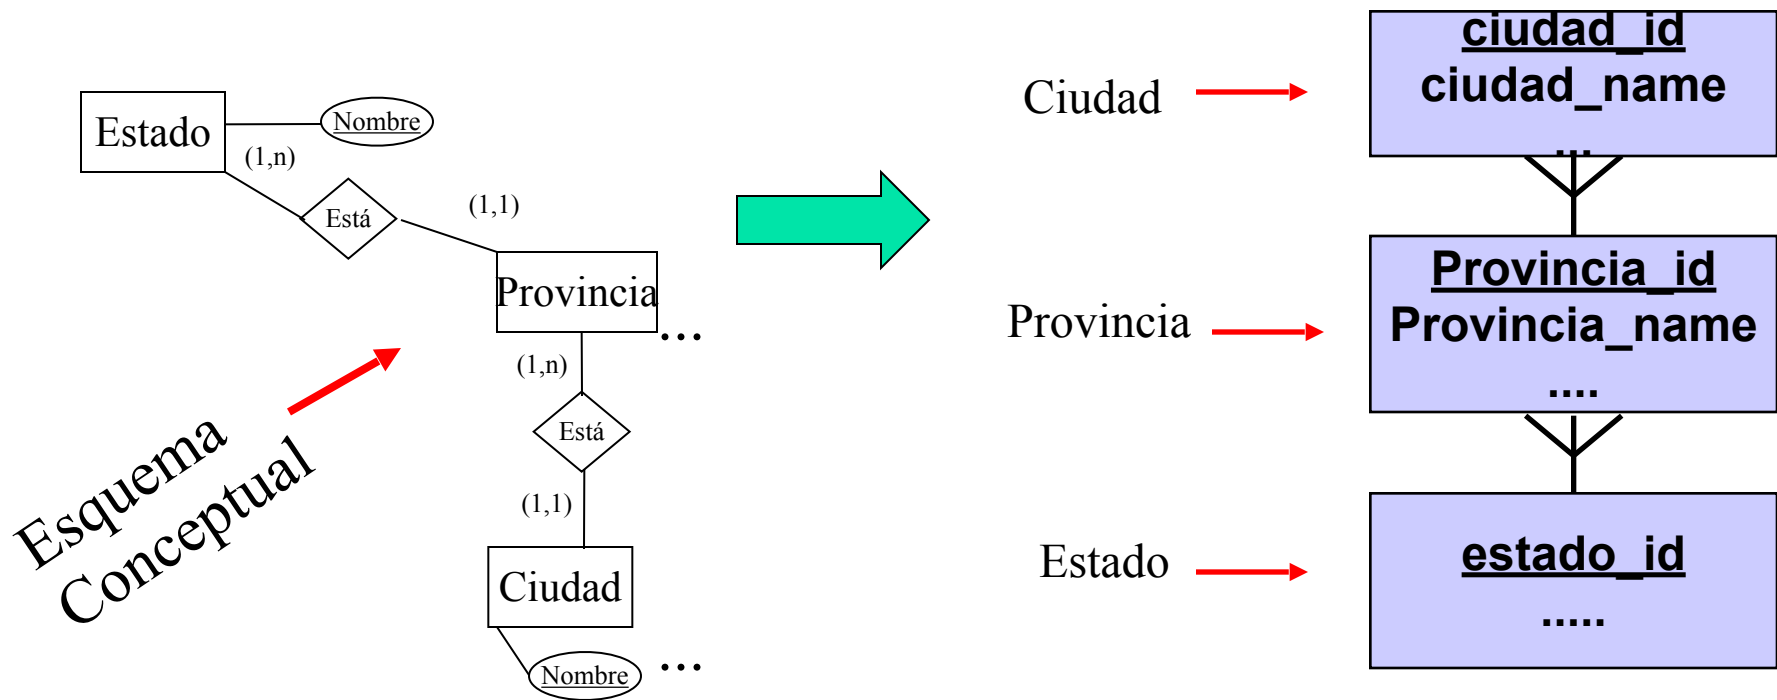 Estado
Nombre
(1,n)
Está
(1,1)
Provincia
...
(1,n)
Está
(1,1)
Ciudad
Nombre
...
Esquema
Conceptual
Ciudad
ciudad_id
ciudad_name
...
Provincia
Provincia_id
Provincia_name
....
Estado
estado_id
.....